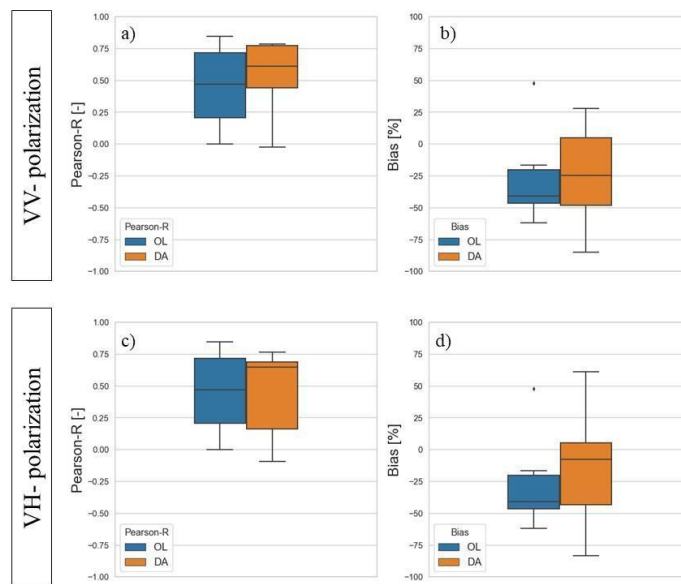 VV- polarization
a)
Pearson-R [-]
1.00
0.75
0.50
0.25
0.00
−0.25
−0.50
−0.75
−1.00
Pearson-R
OL
DA
b)
Bias [%]
100
75
50
25
0
−25
−50
−75
−100
Bias
OL
DA
VH- polarization
c)
Pearson-R [-]
1.00
0.75
0.50
0.25
0.00
−0.25
−0.50
−0.75
−1.00
Pearson-R
OL
DA
d)
Bias [%]
100
75
50
25
0
−25
−50
−75
−100
Bias
OL
DA